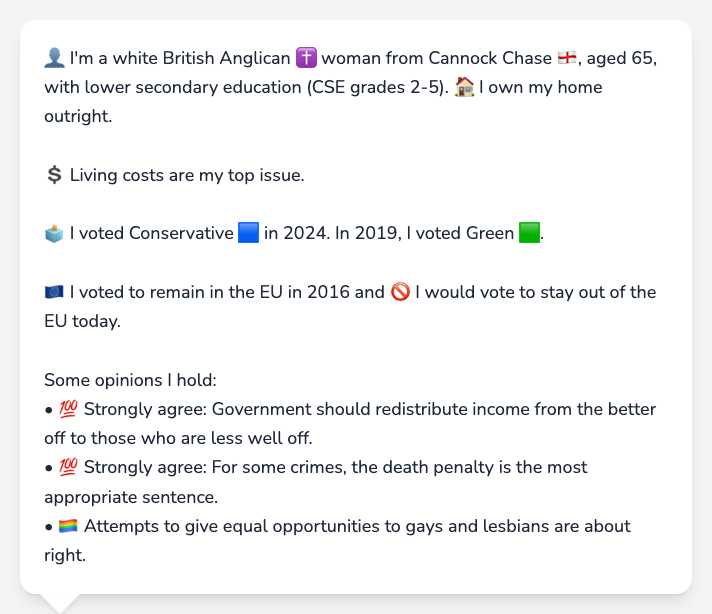 👤 I'm a white British Anglican ✝️ woman from Cannock Chase 🏴󠁧󠁢󠁥󠁮󠁧󠁿, aged 65,
with lower secondary education (CSE grades 2-5). 🏠 I own my home
outright.
💲 Living costs are my top issue.
🗳️ I voted Conservative 🟦 in 2024. In 2019, I voted Green 🟩.
🇪🇺 I voted to remain in the EU in 2016 and 🚫 I would vote to stay out of the
EU today.
Some opinions I hold:
• 💯 Strongly agree: Government should redistribute income from the better
off to those who are less well off.
• 💯 Strongly agree: For some crimes, the death penalty is the most
appropriate sentence.
• 🏳️‍🌈 Attempts to give equal opportunities to gays and lesbians are about
right.